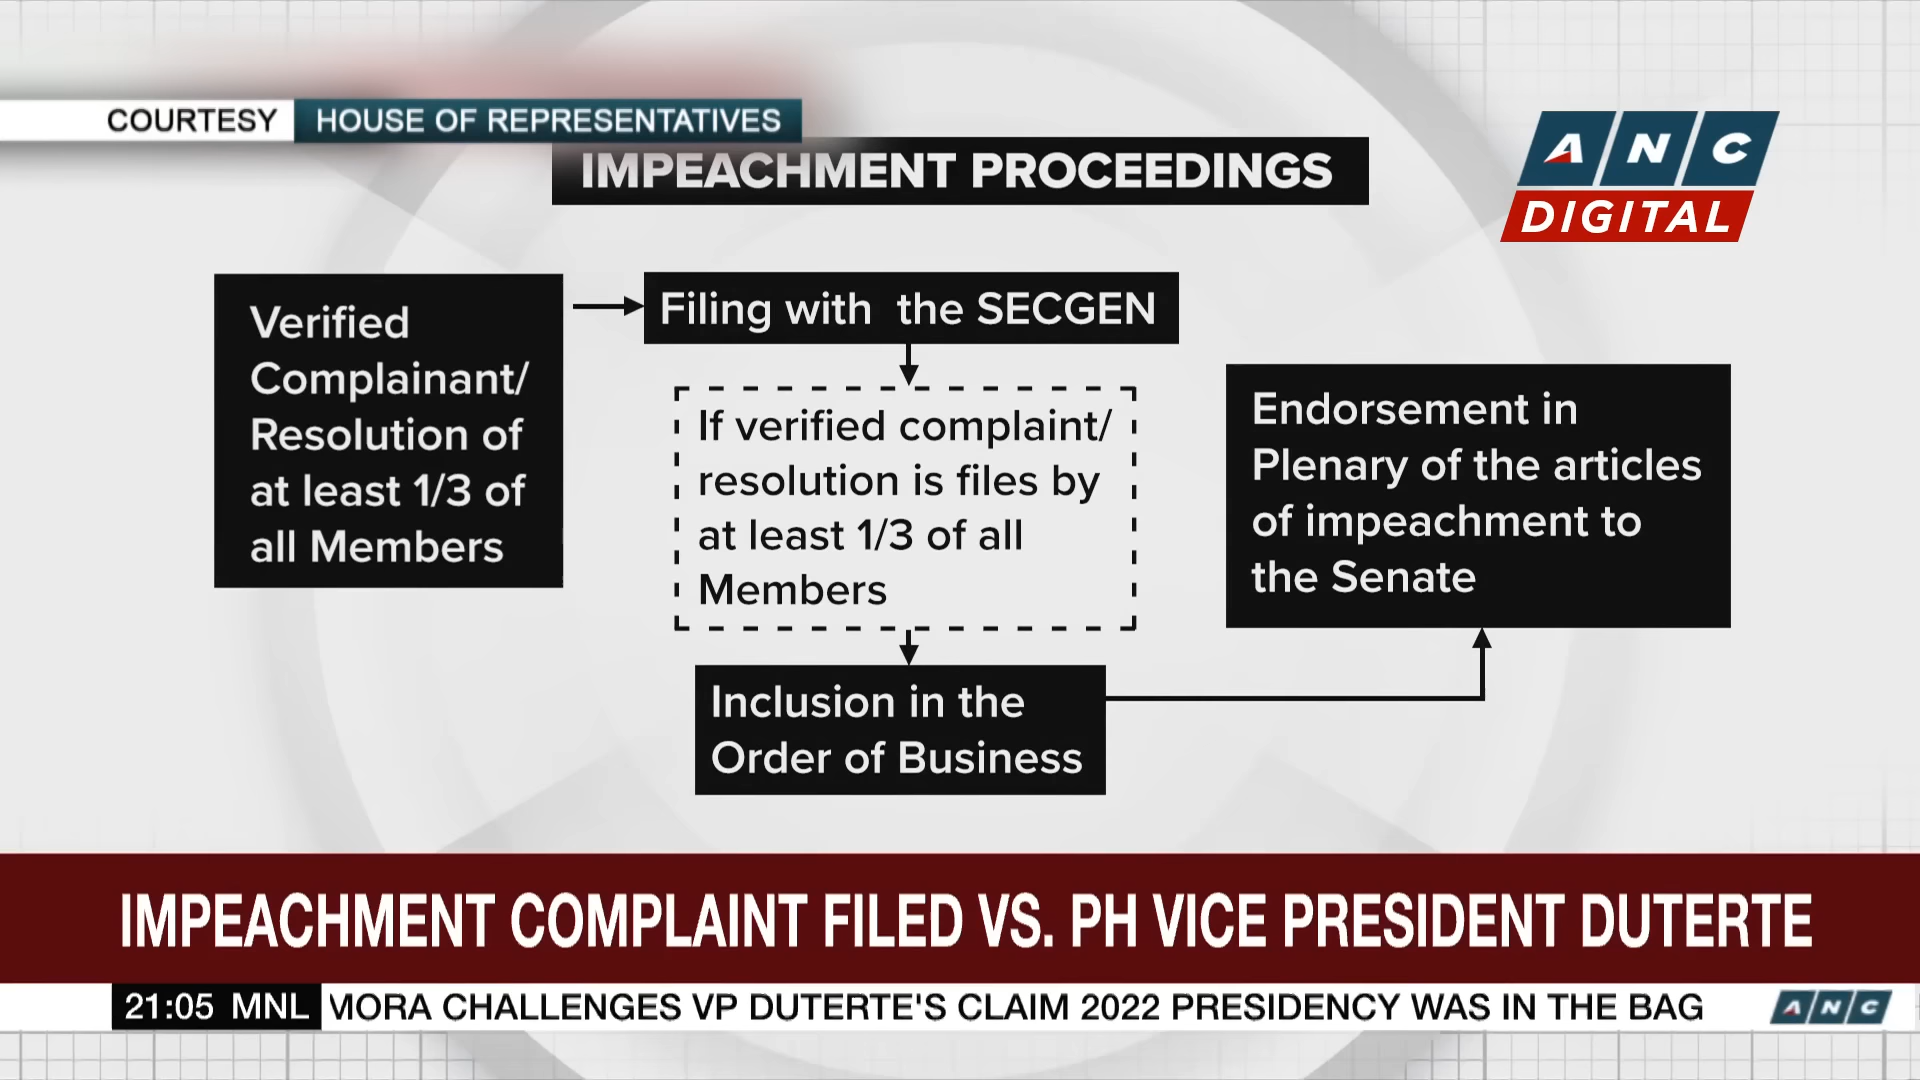 COURTESY HOUSE OF REPRESENTATIVES
IMPEACHMENT PROCEEDINGS
ANC
DIGITAL
Verified
Complainant/
Resolution of
at least 1/3 of
all Members
Filing with the SECGEN
If verified complaint/
resolution is files by
at least 1/3 of all
Members
Inclusion in the
Order of Business
Endorsement in
Plenary of the articles
of impeachment to
the Senate
IMPEACHMENT COMPLAINT FILED VS. PH VICE PRESIDENT DUTERTE
21:05 MNL MORA CHALLENGES VP DUTERTE'S CLAIM 2022 PRESIDENCY WAS IN THE BAG
ANC